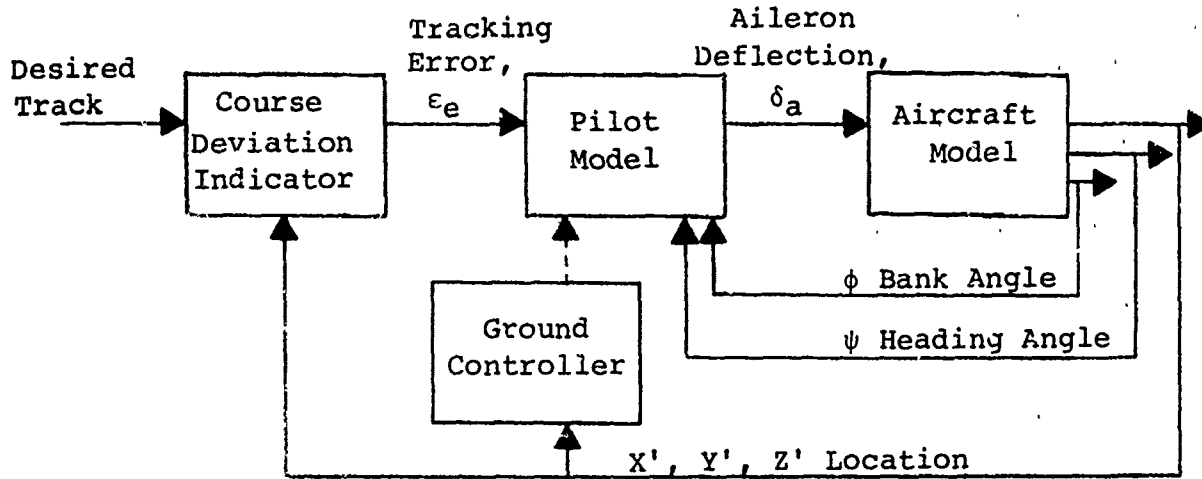 Desired
Track
Course
Deviation
Indicator
Tracking
Error,
εe
Pilot
Model
Aileron
Deflection,
δa
Aircraft
Model
φ Bank Angle
ψ Heading Angle
Ground
Controller
X', Y', Z' Location